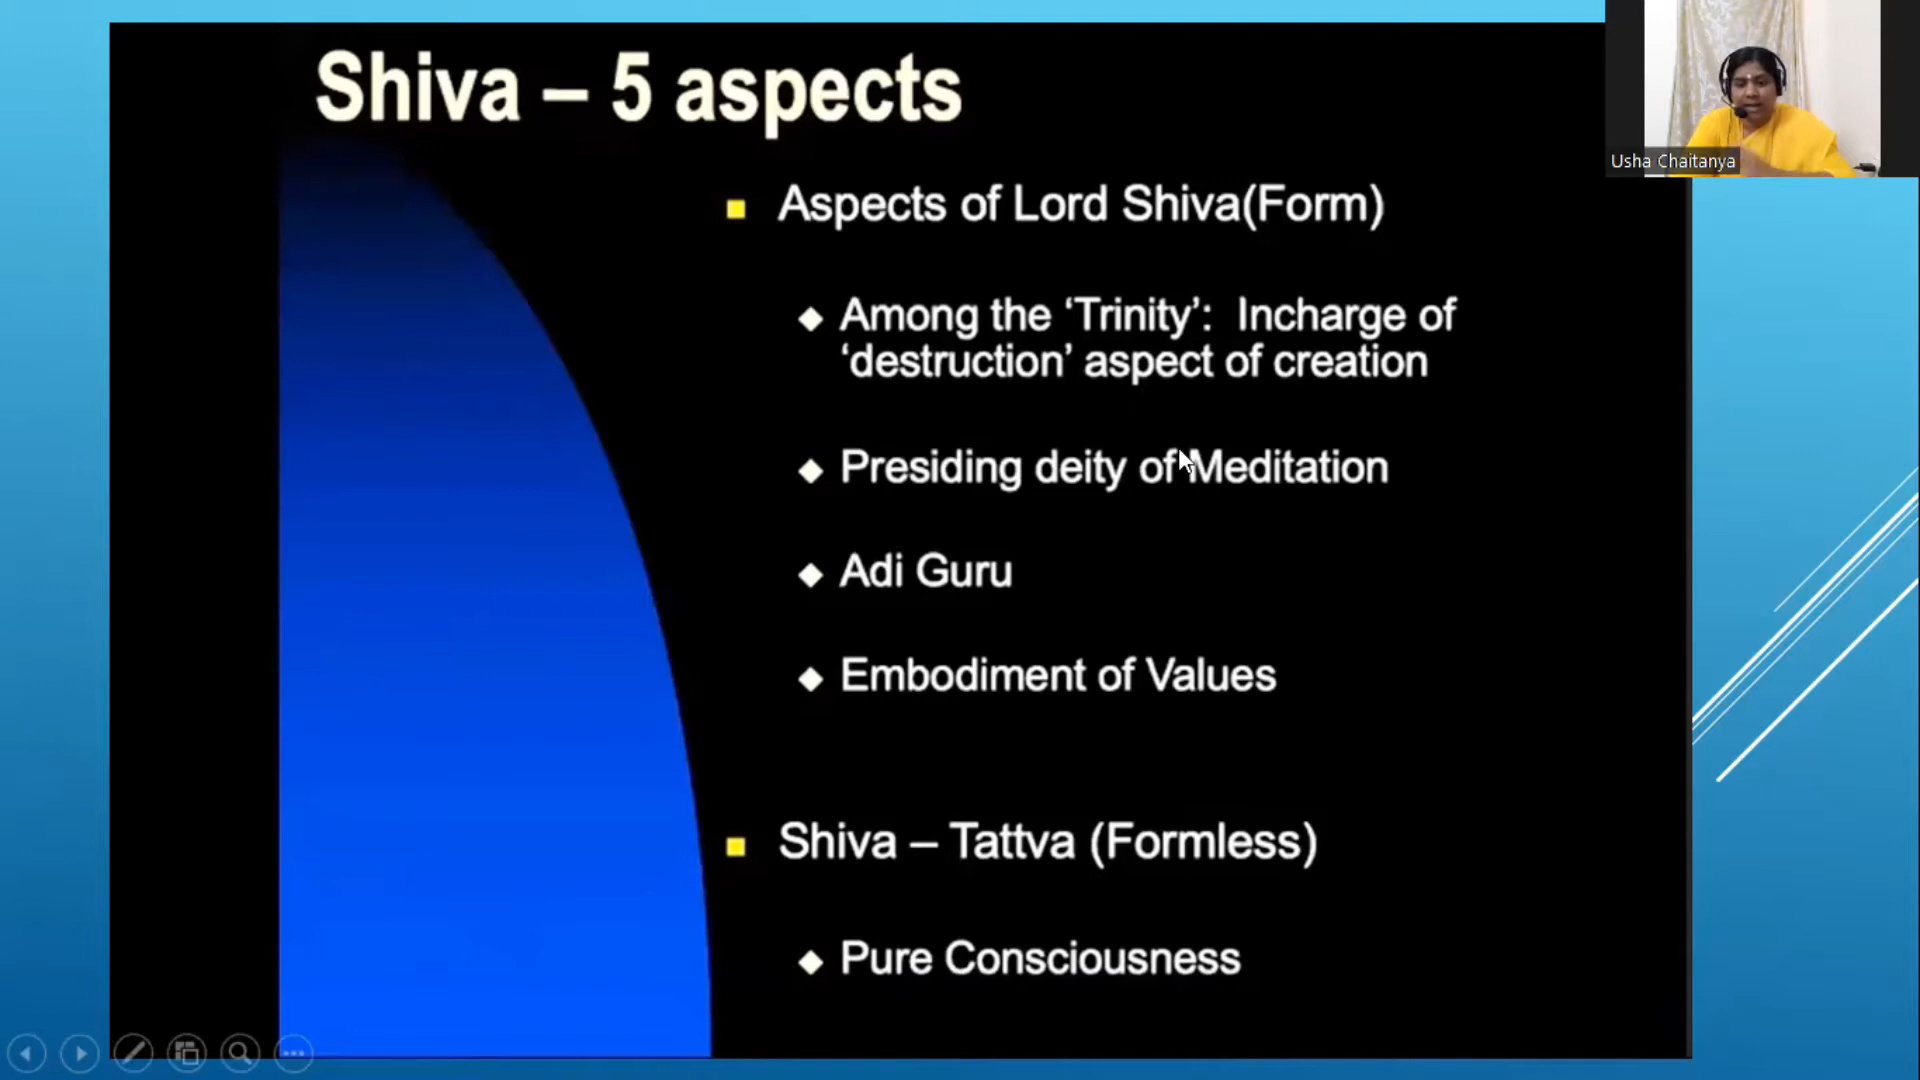 Shiva – 5 aspects
Usha Chaitanya
Aspects of Lord Shiva(Form)
Among the ‘Trinity’: Incharge of
‘destruction’ aspect of creation
Presiding deity of Meditation
Adi Guru
Embodiment of Values
Shiva – Tattva (Formless)
Pure Consciousness